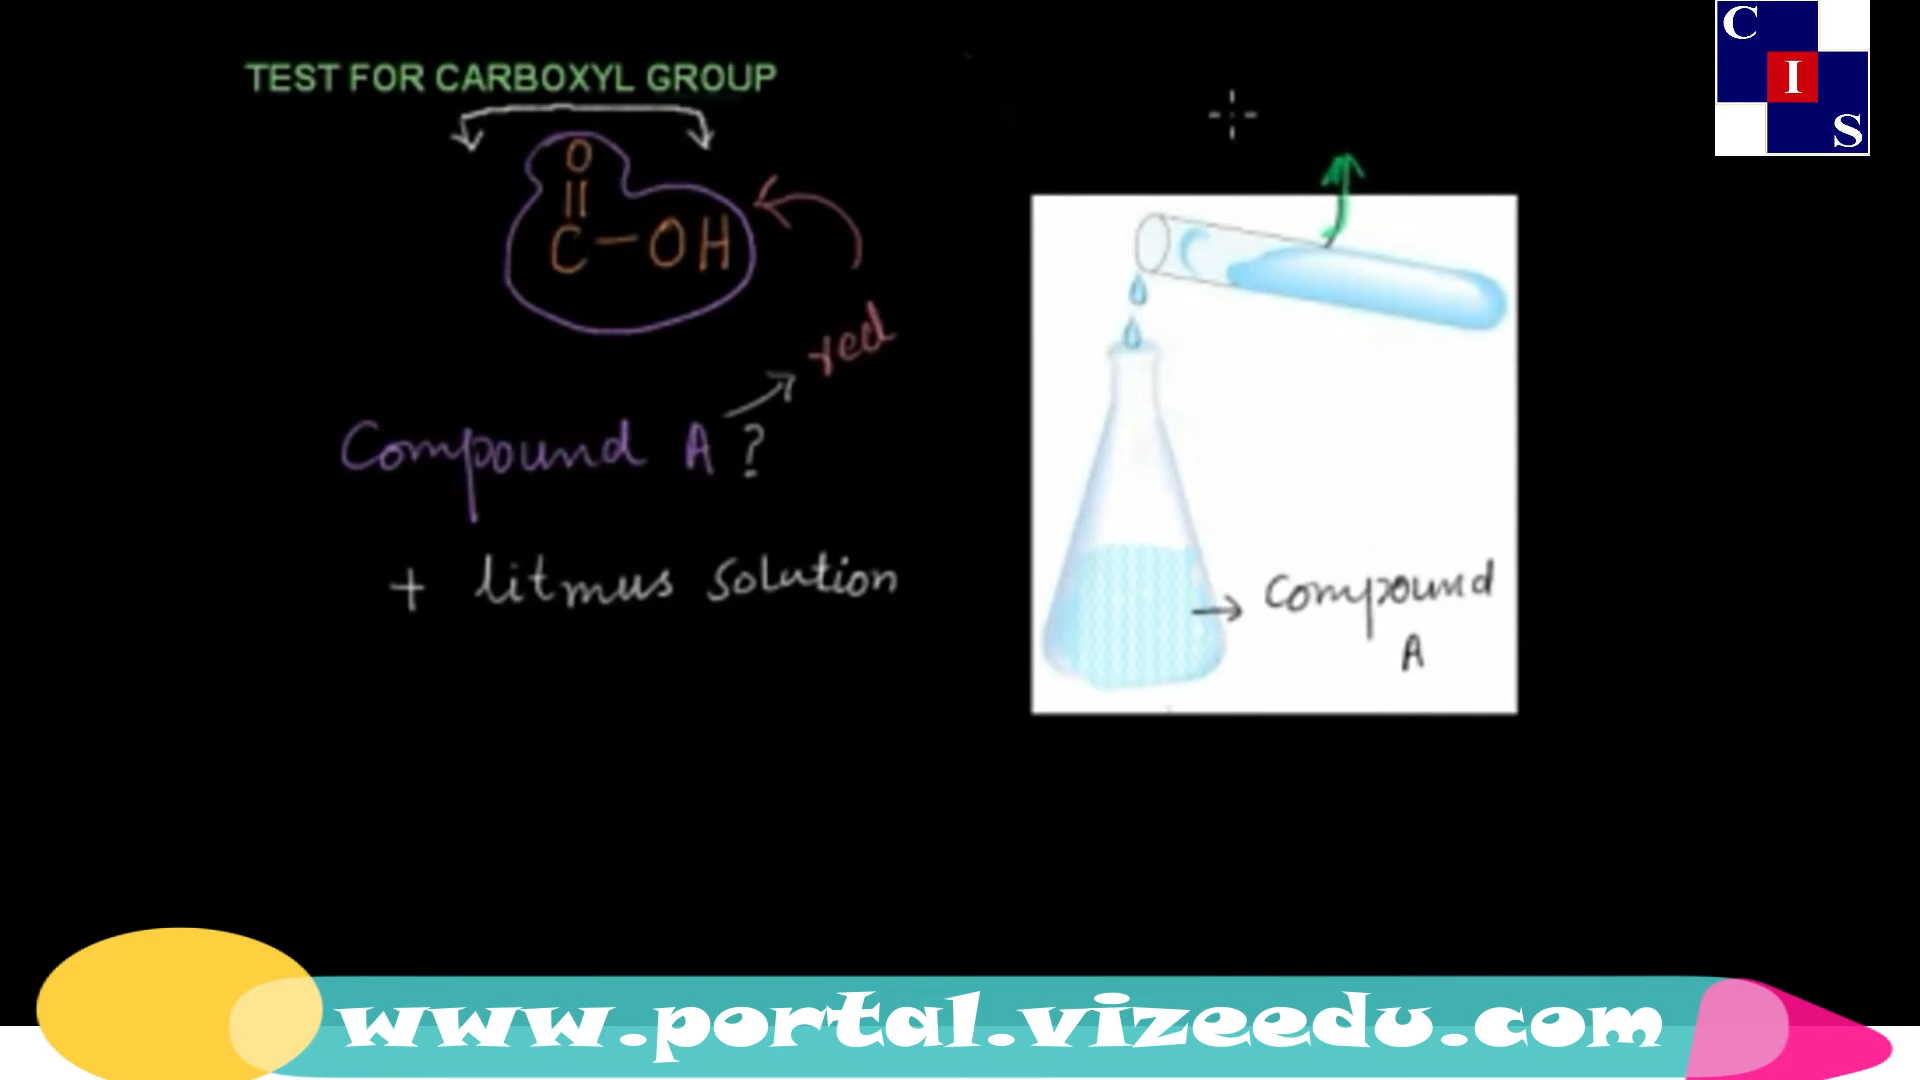 TEST FOR CARBOXYL GROUP
O
C - OH
red
Compound A ?
+ litmus solution
Compound
A
C
I
S
www.portal.vizeedu.com